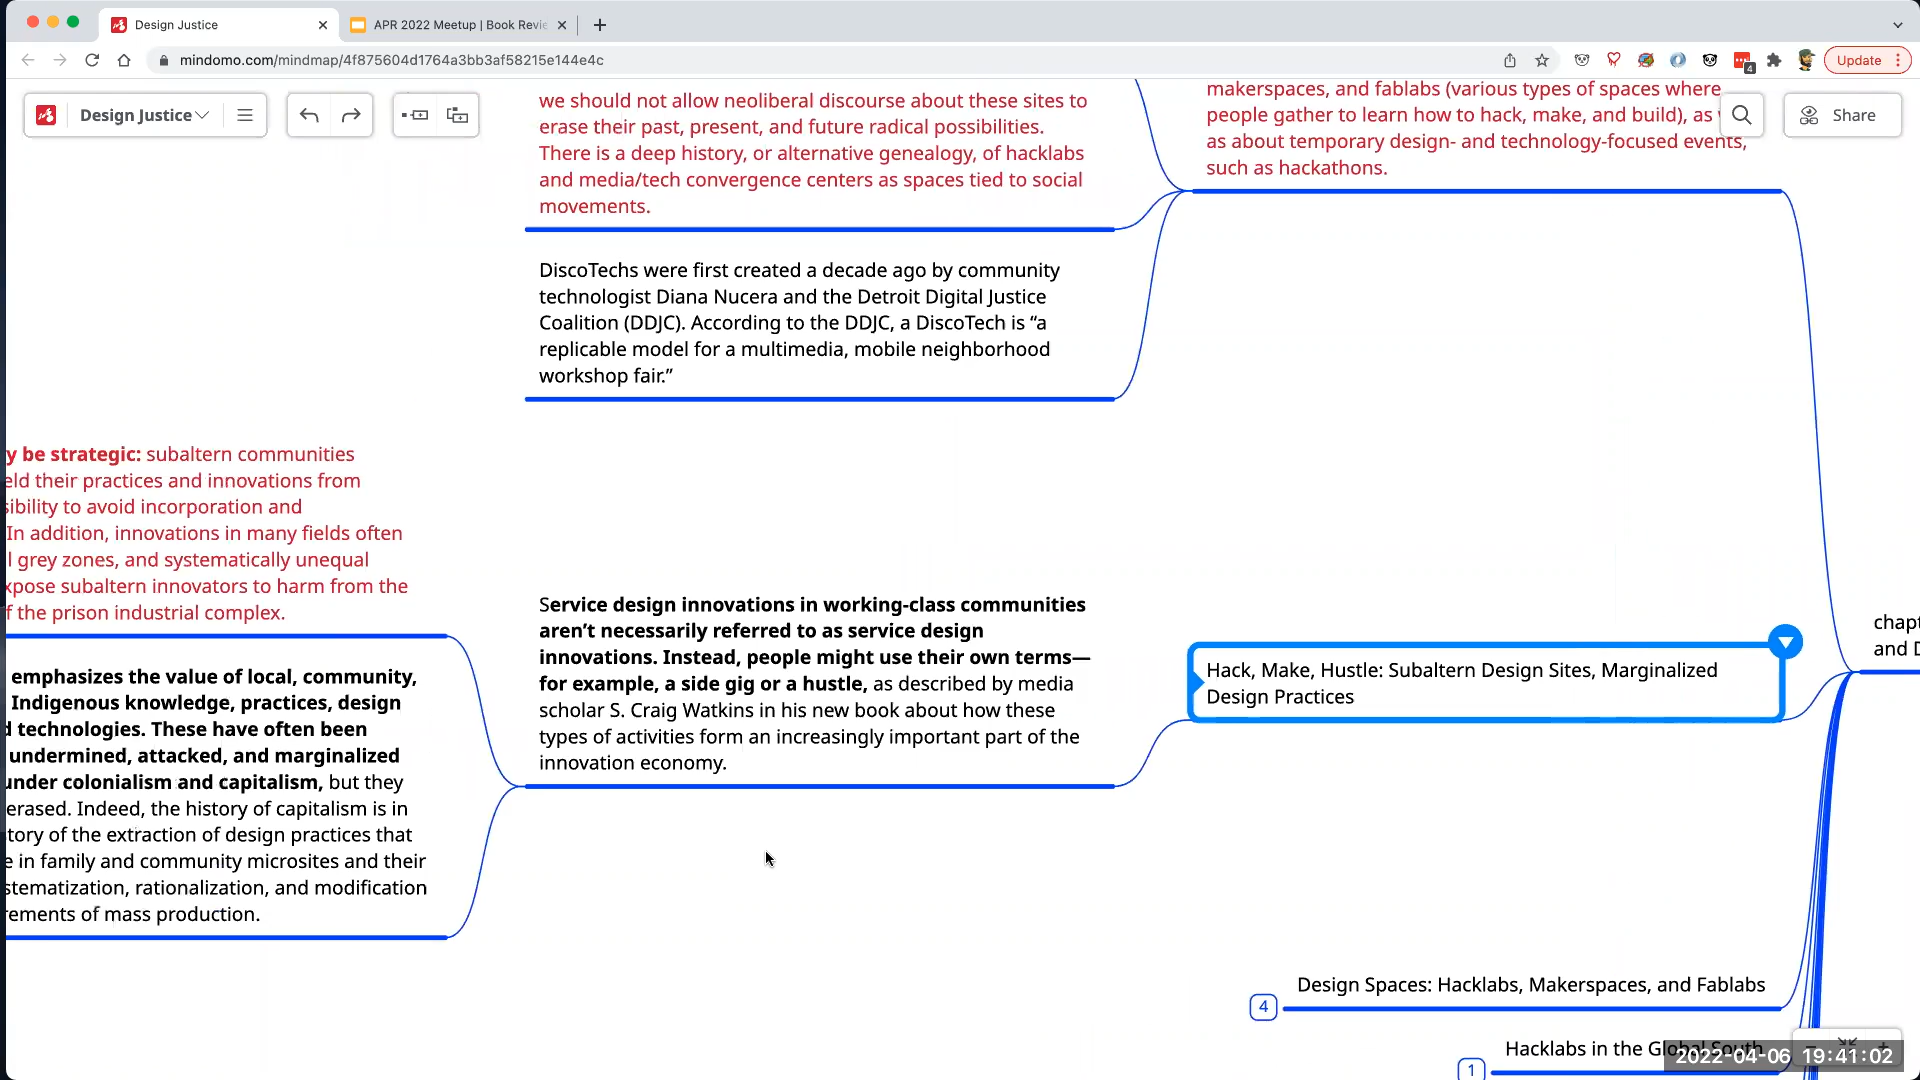 Design Justice
APR 2022 Meetup | Book Revie
mindomo.com/mindmap/4f875604d1764a3bb3af58215e144e4c
4
Update
Design Justice
Share
we should not allow neoliberal discourse about these sites to
erase their past, present, and future radical possibilities.
There is a deep history, or alternative genealogy, of hacklabs
and media/tech convergence centers as spaces tied to social
movements.
makerspaces, and fablabs (various types of spaces where
people gather to learn how to hack, make, and build), as
as about temporary design- and technology-focused events,
such as hackathons.
DiscoTechs were first created a decade ago by community
technologist Diana Nucera and the Detroit Digital Justice
Coalition (DDJC). According to the DDJC, a DiscoTech is “a
replicable model for a multimedia, mobile neighborhood
workshop fair.”
y be strategic: subaltern communities
eld their practices and innovations from
sibility to avoid incorporation and
In addition, innovations in many fields often
l grey zones, and systematically unequal
xpose subaltern innovators to harm from the
f the prison industrial complex.
emphasizes the value of local, community,
Indigenous knowledge, practices, design
d technologies. These have often been
undermined, attacked, and marginalized
under colonialism and capitalism, but they
erased. Indeed, the history of capitalism is in
tory of the extraction of design practices that
e in family and community microsites and their
stematization, rationalization, and modification
rements of mass production.
Service design innovations in working-class communities
aren’t necessarily referred to as service design
innovations. Instead, people might use their own terms—
for example, a side gig or a hustle, as described by media
scholar S. Craig Watkins in his new book about how these
types of activities form an increasingly important part of the
innovation economy.
Hack, Make, Hustle: Subaltern Design Sites, Marginalized
Design Practices
chapt
and D
Design Spaces: Hacklabs, Makerspaces, and Fablabs
4
Hacklabs in the Global South
1
2022-04-06 19:41:02